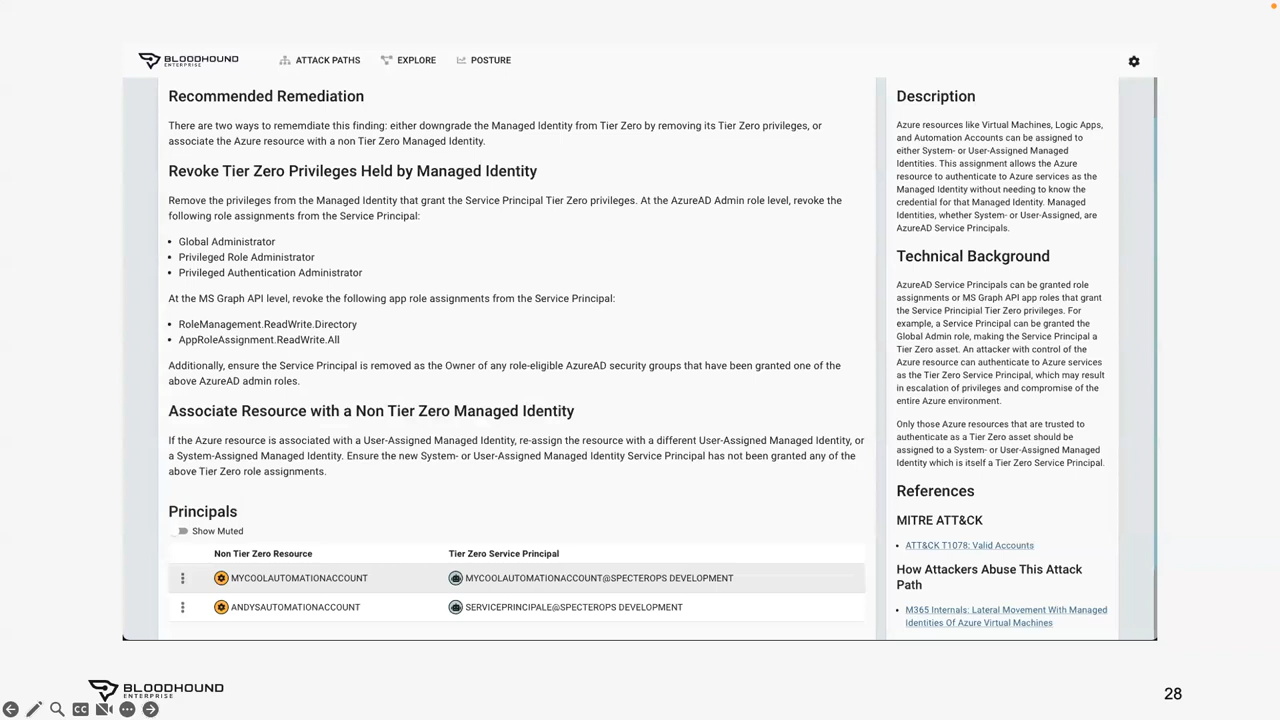 BLOODHOUND
ENTERPRISE
ATTACK PATHS
EXPLORE
POSTURE
Recommended Remediation
There are two ways to rememdiate this finding: either downgrade the Managed Identity from Tier Zero by removing its Tier Zero privileges, or
associate the Azure resource with a non Tier Zero Managed Identity.
Revoke Tier Zero Privileges Held by Managed Identity
Remove the privileges from the Managed Identity that grant the Service Principal Tier Zero privileges. At the AzureAD Admin role level, revoke the
following role assignments from the Service Principal:
• Global Administrator
• Privileged Role Administrator
• Privileged Authentication Administrator
At the MS Graph API level, revoke the following app role assignments from the Service Principal:
• RoleManagement.ReadWrite.Directory
• AppRoleAssignment.ReadWrite.All
Additionally, ensure the Service Principal is removed as the Owner of any role-eligible AzureAD security groups that have been granted one of the
above AzureAD admin roles.
Associate Resource with a Non Tier Zero Managed Identity
If the Azure resource is associated with a User-Assigned Managed Identity, re-assign the resource with a different User-Assigned Managed Identity, or
a System-Assigned Managed Identity. Ensure the new System- or User-Assigned Managed Identity Service Principal has not been granted any of the
above Tier Zero role assignments.
Principals
Show Muted
Non Tier Zero Resource
Tier Zero Service Principal
MYCOOLAUTOMATIONACCOUNT
MYCOOLAUTOMATIONACCOUNT@SPECTEROPS DEVELOPMENT
ANDYSAUTOMATIONACCOUNT
SERVICEPRINCIPALE@SPECTEROPS DEVELOPMENT
Description
Azure resources like Virtual Machines, Logic Apps,
and Automation Accounts can be assigned to
either System- or User-Assigned Managed
Identities. This assignment allows the Azure
resource to authenticate to Azure services as the
Managed Identity without needing to know the
credential for that Managed Identity. Managed
Identities, whether System- or User-Assigned, are
AzureAD Service Principals.
Technical Background
AzureAD Service Principals can be granted role
assignments or MS Graph API app roles that grant
the Service Principial Tier Zero privileges. For
example, a Service Principal can be granted the
Global Admin role, making the Service Principal a
Tier Zero asset. An attacker with control of the
Azure resource can authenticate to Azure services
as the Tier Zero Service Principal, which may result
in escalation of privileges and compromise of the
entire Azure environment.
Only those Azure resources that are trusted to
authenticate as a Tier Zero asset should be
assigned to a System- or User-Assigned Managed
Identity which is itself a Tier Zero Service Principal.
References
MITRE ATT&CK
• ATT&CK T1078: Valid Accounts
How Attackers Abuse This Attack
Path
• M365 Internals: Lateral Movement With Managed
Identities Of Azure Virtual Machines
BLOODHOUND
ENTERPRISE
CC
28